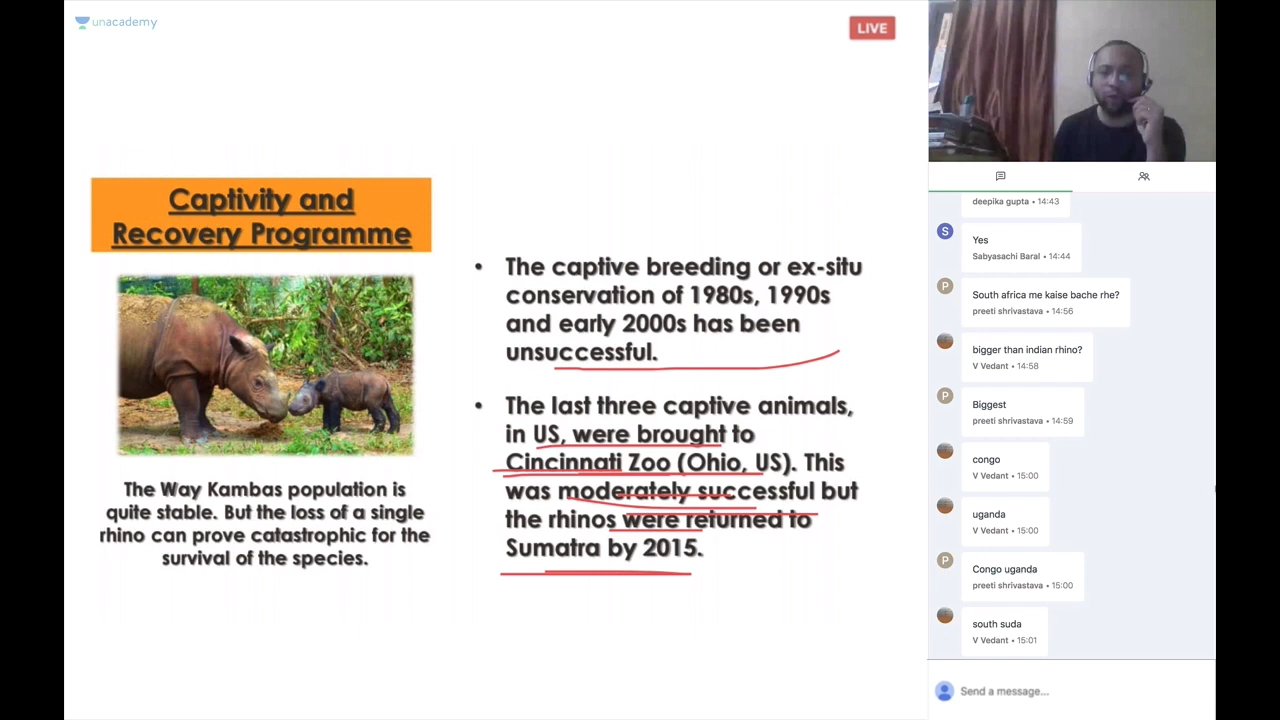 unacademy
LIVE
Captivity and
Recovery Programme
The Way Kambas population is
quite stable. But the loss of a single
rhino can prove catastrophic for the
survival of the species.
• The captive breeding or ex-situ
conservation of 1980s, 1990s
and early 2000s has been
unsuccessful.
• The last three captive animals,
in US, were brought to
Cincinnati Zoo (Ohio, US). This
was moderately successful but
the rhinos were returned to
Sumatra by 2015.
deepika gupta • 14:43
S
Yes
Sabyasachi Baral • 14:44
P
South africa me kaise bache rhe?
preeti shrivastava • 14:56
bigger than indian rhino?
V Vedant • 14:58
P
Biggest
preeti shrivastava • 14:59
congo
V Vedant • 15:00
uganda
V Vedant • 15:00
P
Congo uganda
preeti shrivastava • 15:00
south suda
V Vedant • 15:01
Send a message...